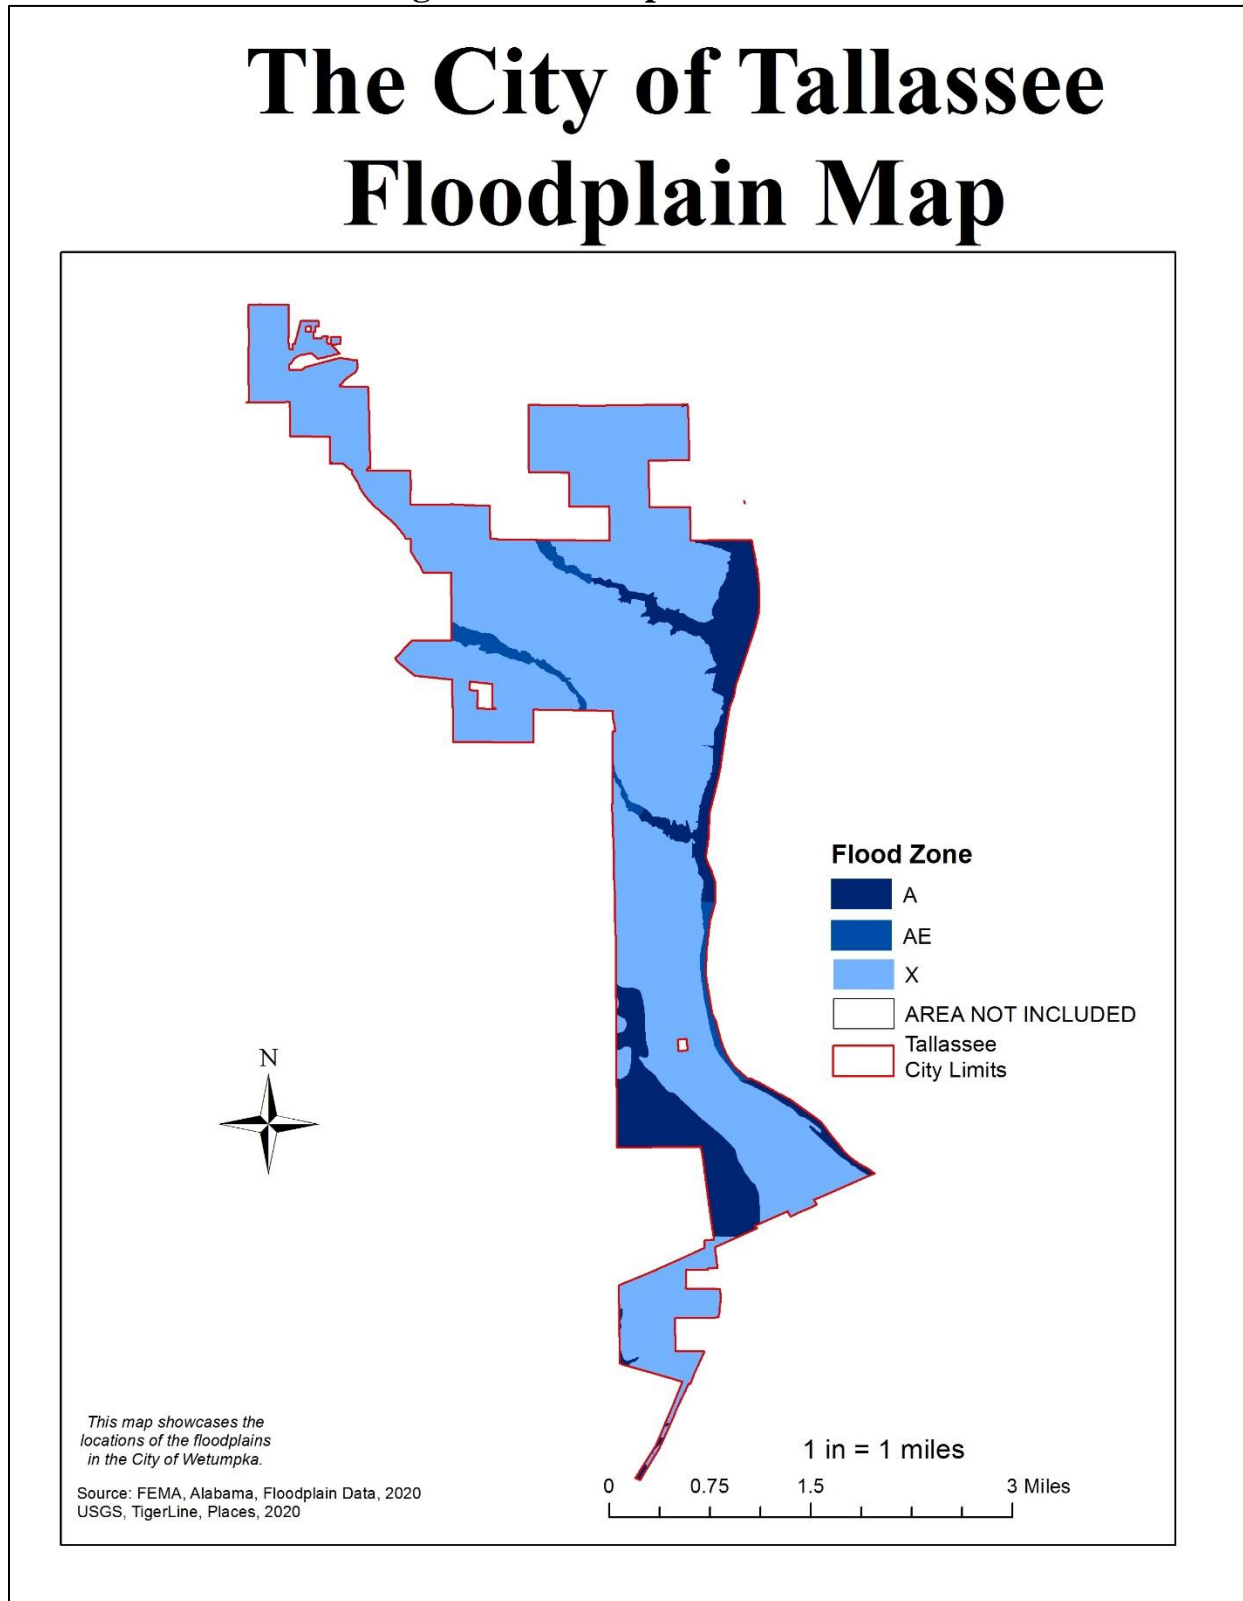 The City of Tallassee
Floodplain Map
Flood Zone
A
AE
X
AREA NOT INCLUDED
Tallassee
City Limits
N
This map showcases the
locations of the floodplains
in the City of Wetumpka.
Source: FEMA, Alabama, Floodplain Data, 2020
USGS, TigerLine, Places, 2020
1 in = 1 miles
0 0.75 1.5 3 Miles